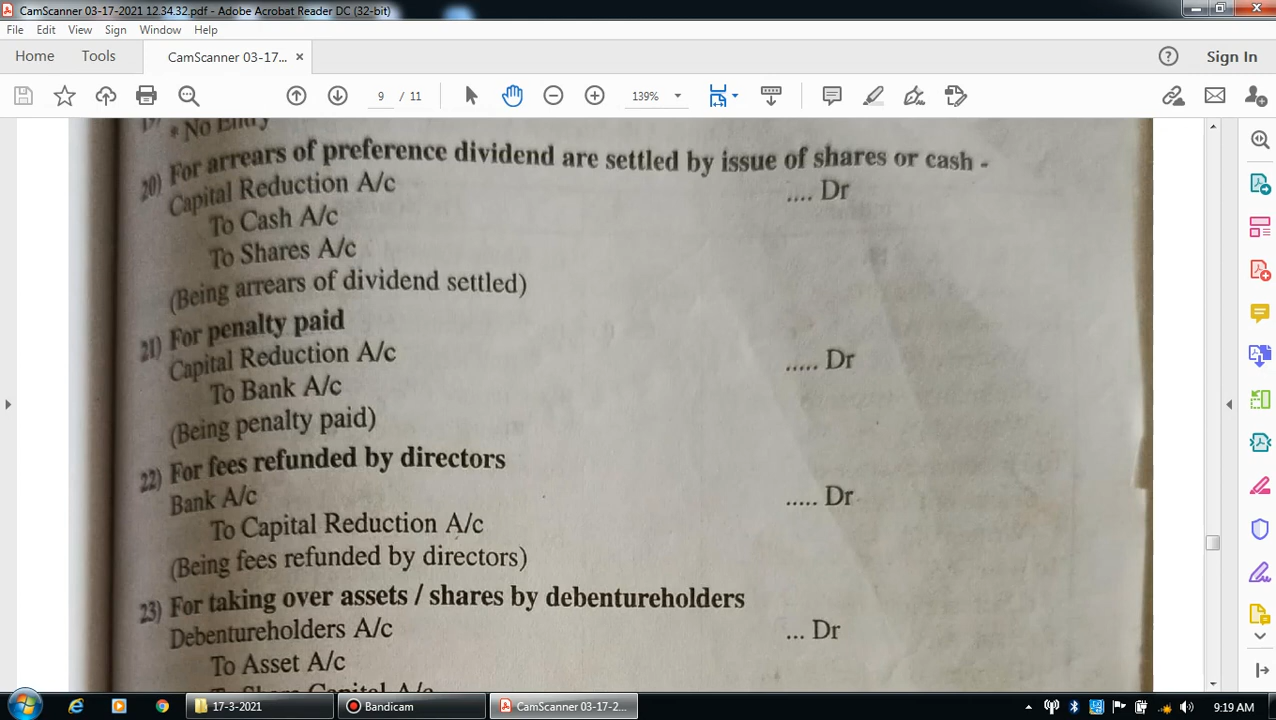 CamScanner 03-17-2021 12.34.32.pdf - Adobe Acrobat Reader DC (32-bit)
File Edit View Sign Window Help
Home Tools CamScanner 03-17... × Sign In
9 / 11 139%
* No Entry
20) For arrears of preference dividend are settled by issue of shares or cash -
Capital Reduction A/c .... Dr
To Cash A/c
To Shares A/c
(Being arrears of dividend settled)
21) For penalty paid
Capital Reduction A/c ..... Dr
To Bank A/c
(Being penalty paid)
22) For fees refunded by directors
Bank A/c ..... Dr
To Capital Reduction A/c
(Being fees refunded by directors)
23) For taking over assets / shares by debentureholders
Debentureholders A/c ... Dr
To Asset A/c
To Share Capital A/c
17-3-2021 Bandicam CamScanner 03-17-2... 9:19 AM